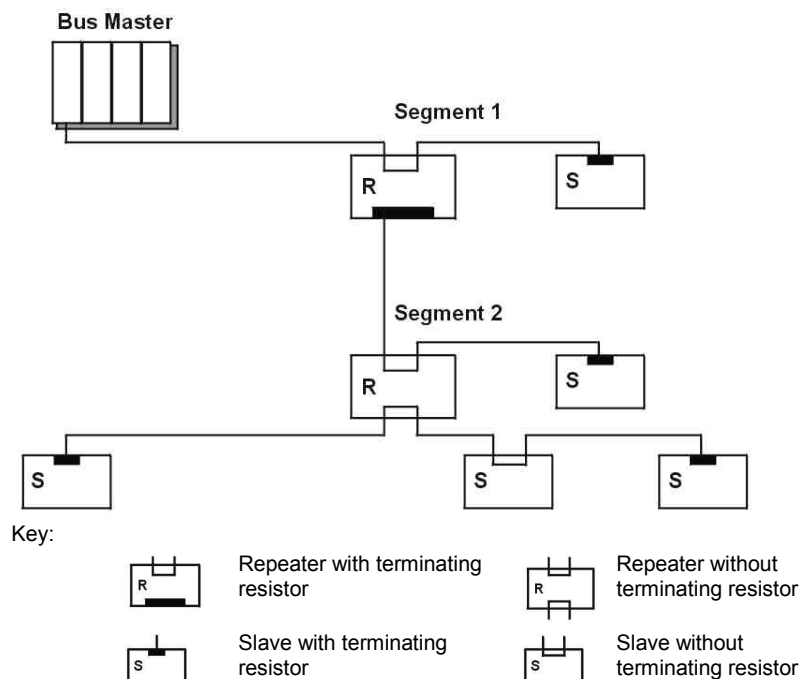 Bus Master
Segment 1
R
S
Segment 2
R
S
S
S
S
Key:
R
Repeater with terminating
resistor
R
Repeater without
terminating resistor
S
Slave with terminating
resistor
S
Slave without
terminating resistor